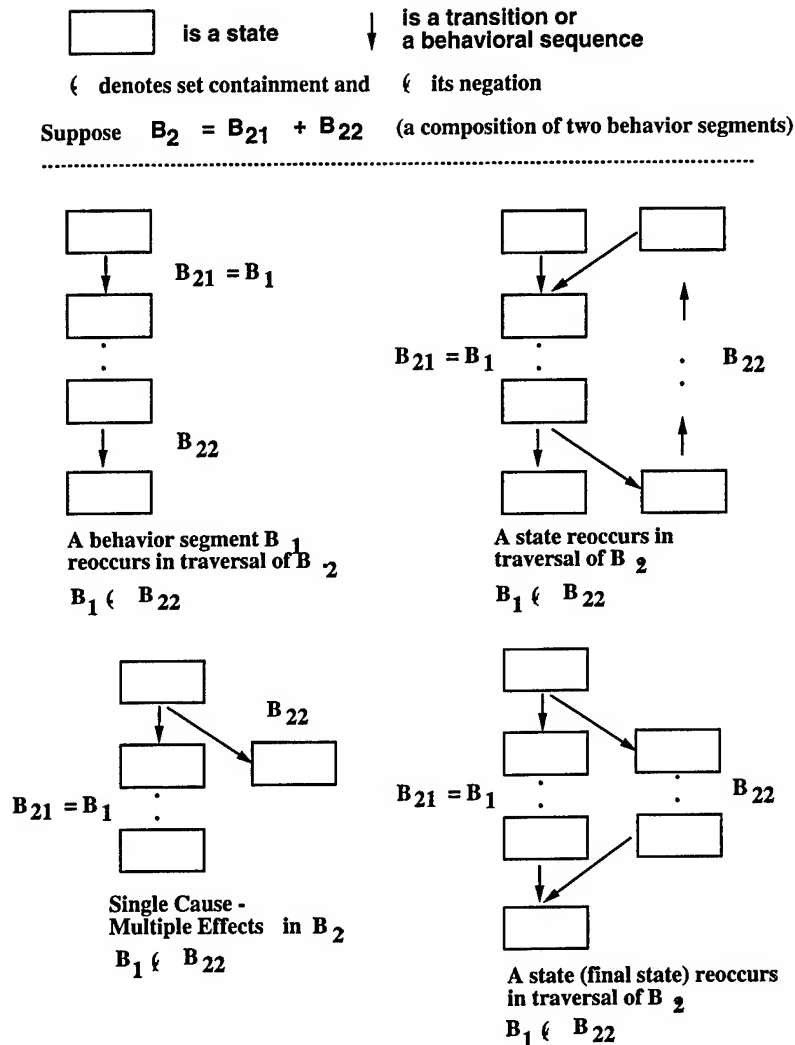 is a state
is a transition or
a behavioral sequence
⊂ denotes set containment and ⊄ its negation
Suppose B2 = B21 + B22 (a composition of two behavior segments)
B21 = B1
B22
A behavior segment B1
reoccurs in traversal of B2
B1 ⊄ B22
B21 = B1
B22
A state reoccurs in
traversal of B2
B1 ⊄ B22
B22
B21 = B1
Single Cause -
Multiple Effects in B2
B1 ⊄ B22
B21 = B1
B22
A state (final state) reoccurs
in traversal of B2
B1 ⊄ B22